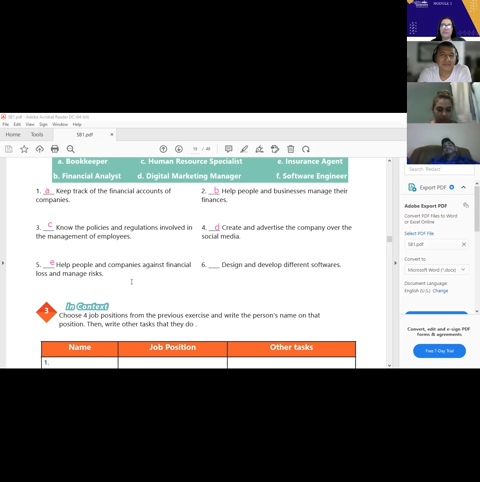 MODULE 3
SB1.pdf - Adobe Acrobat Reader DC (64-bit)
File Edit View Sign Window Help
Home Tools SB1.pdf ×
10 / 40
Search 'Redact'
Export PDF
Adobe Export PDF
Convert PDF Files to Word or Excel Online
Select PDF File
SB1.pdf ×
Convert to
Microsoft Word (*.docx)
Document Language:
English (U.S.) Change
Convert, edit and e-sign PDF forms & agreements
Free 7-Day Trial
a. Bookkeeper c. Human Resource Specialist e. Insurance Agent
b. Financial Analyst d. Digital Marketing Manager f. Software Engineer
1. a Keep track of the financial accounts of companies.
2. b Help people and businesses manage their finances.
3. c Know the policies and regulations involved in the management of employees.
4. d Create and advertise the company over the social media.
5. e Help people and companies against financial loss and manage risks.
6. ___ Design and develop different softwares.
3 In Context
Choose 4 job positions from the previous exercise and write the person's name on that position. Then, write other tasks that they do .
Name Job Position Other tasks
1.